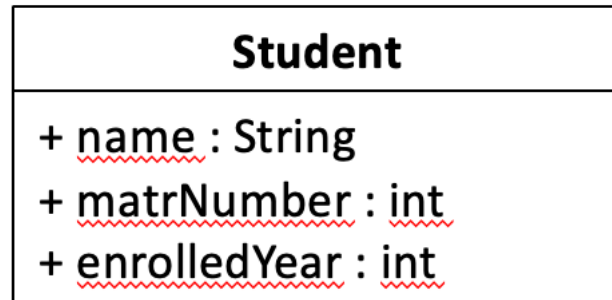 Student
+ name : String
+ matrNumber : int
+ enrolledYear : int